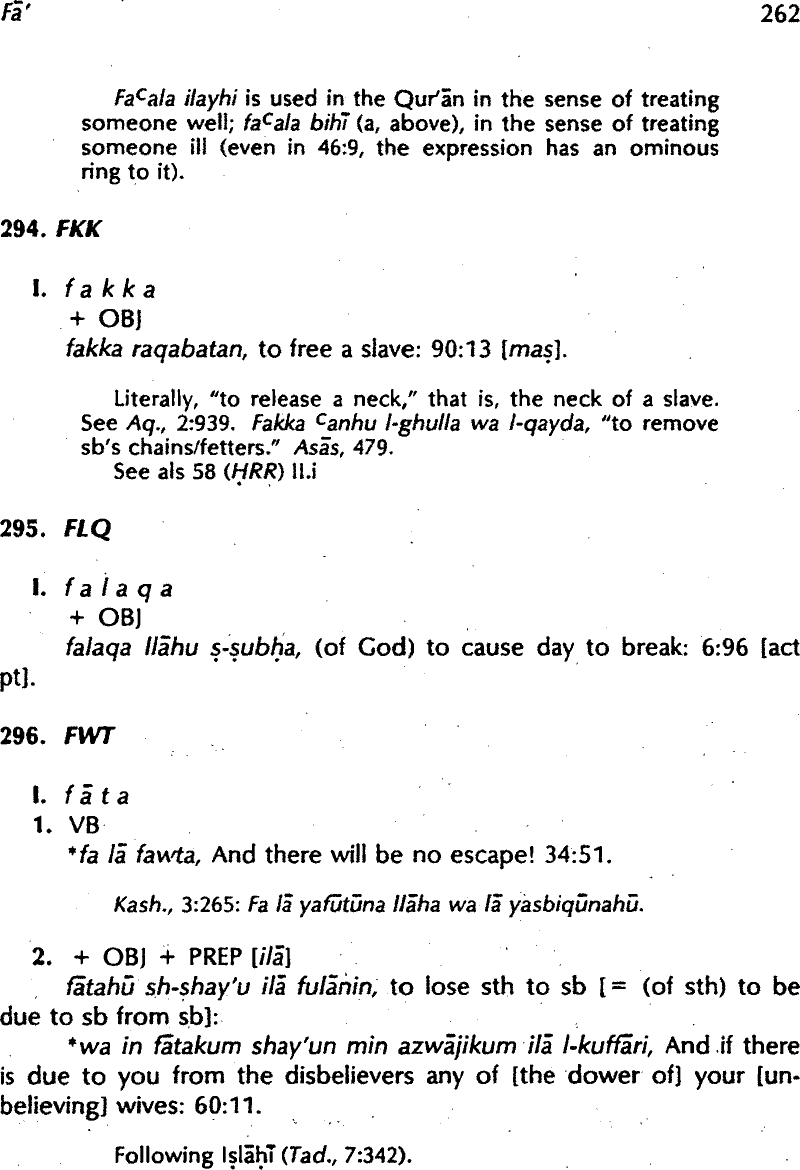 Fā' 262
Faᶜala ilayhi is used in the Qur'ān in the sense of treating
someone well; faᶜala bihī (a, above), in the sense of treating
someone ill (even in 46:9, the expression has an ominous
ring to it).
294. FKK
I. f a k k a
+ OBJ
fakka raqabatan, to free a slave: 90:13 [maṣ].
Literally, "to release a neck," that is, the neck of a slave.
See Aq., 2:939. Fakka ᶜanhu l-ghulla wa l-qayda, "to remove
sb's chains/fetters." Asās, 479.
See als 58 (ḤRR) II.i
295. FLQ
I. f a l a q a
+ OBJ
falaqa llāhu ṣ-ṣubḥa, (of God) to cause day to break: 6:96 [act
pt].
296. FWT
I. f ā t a
1. VB
*fa lā fawta, And there will be no escape! 34:51.
Kash., 3:265: Fa lā yafūtūna llāha wa lā yasbiqūnahū.
2. + OBJ + PREP [ilā]
fātahū sh-shay'u ilā fulānin, to lose sth to sb [= (of sth) to be
due to sb from sb]:
*wa in fātakum shay'un min azwājikum ilā l-kuffāri, And if there
is due to you from the disbelievers any of [the dower of] your [un-
believing] wives: 60:11.
Following Iṣlāḥī (Tad., 7:342).